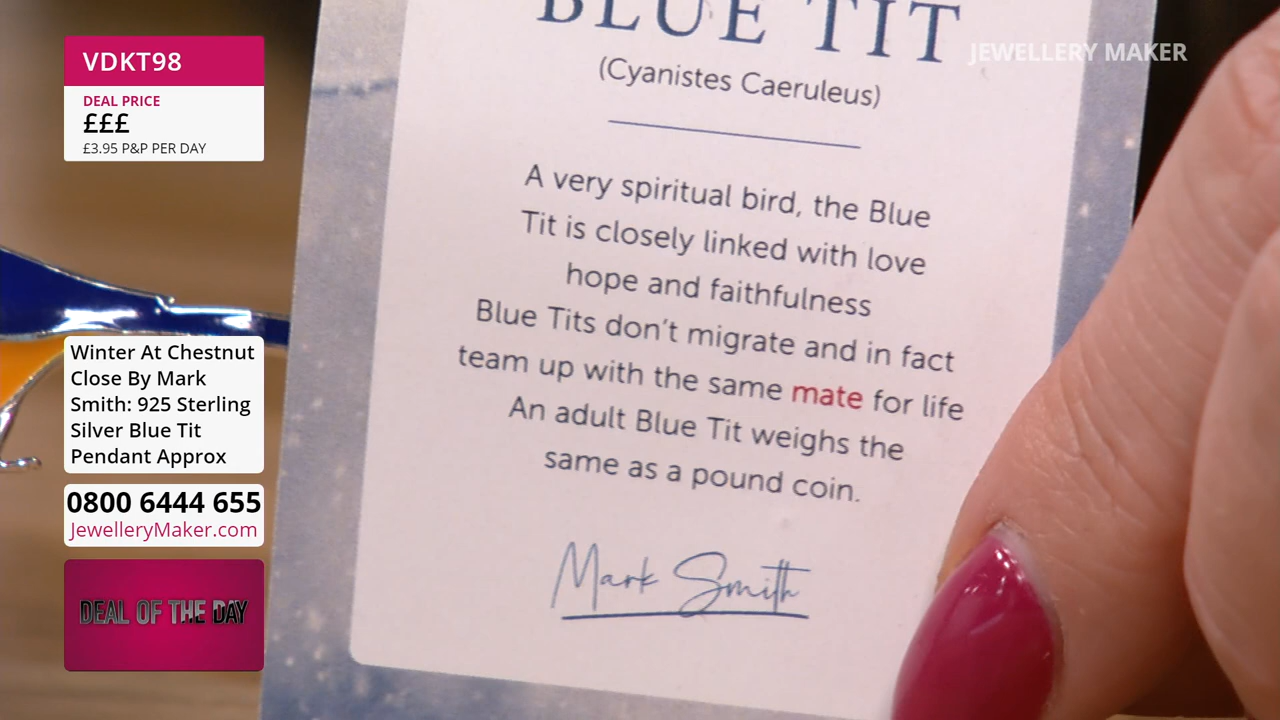 VDKT98
DEAL PRICE
£££
£3.95 P&P PER DAY
Winter At Chestnut
Close By Mark
Smith: 925 Sterling
Silver Blue Tit
Pendant Approx
0800 6444 655
JewelleryMaker.com
DEAL OF THE DAY
JEWELLERY MAKER
BLUE TIT
(Cyanistes Caeruleus)
A very spiritual bird, the Blue
Tit is closely linked with love
hope and faithfulness
Blue Tits don't migrate and in fact
team up with the same mate for life
An adult Blue Tit weighs the
same as a pound coin.
Mark Smith